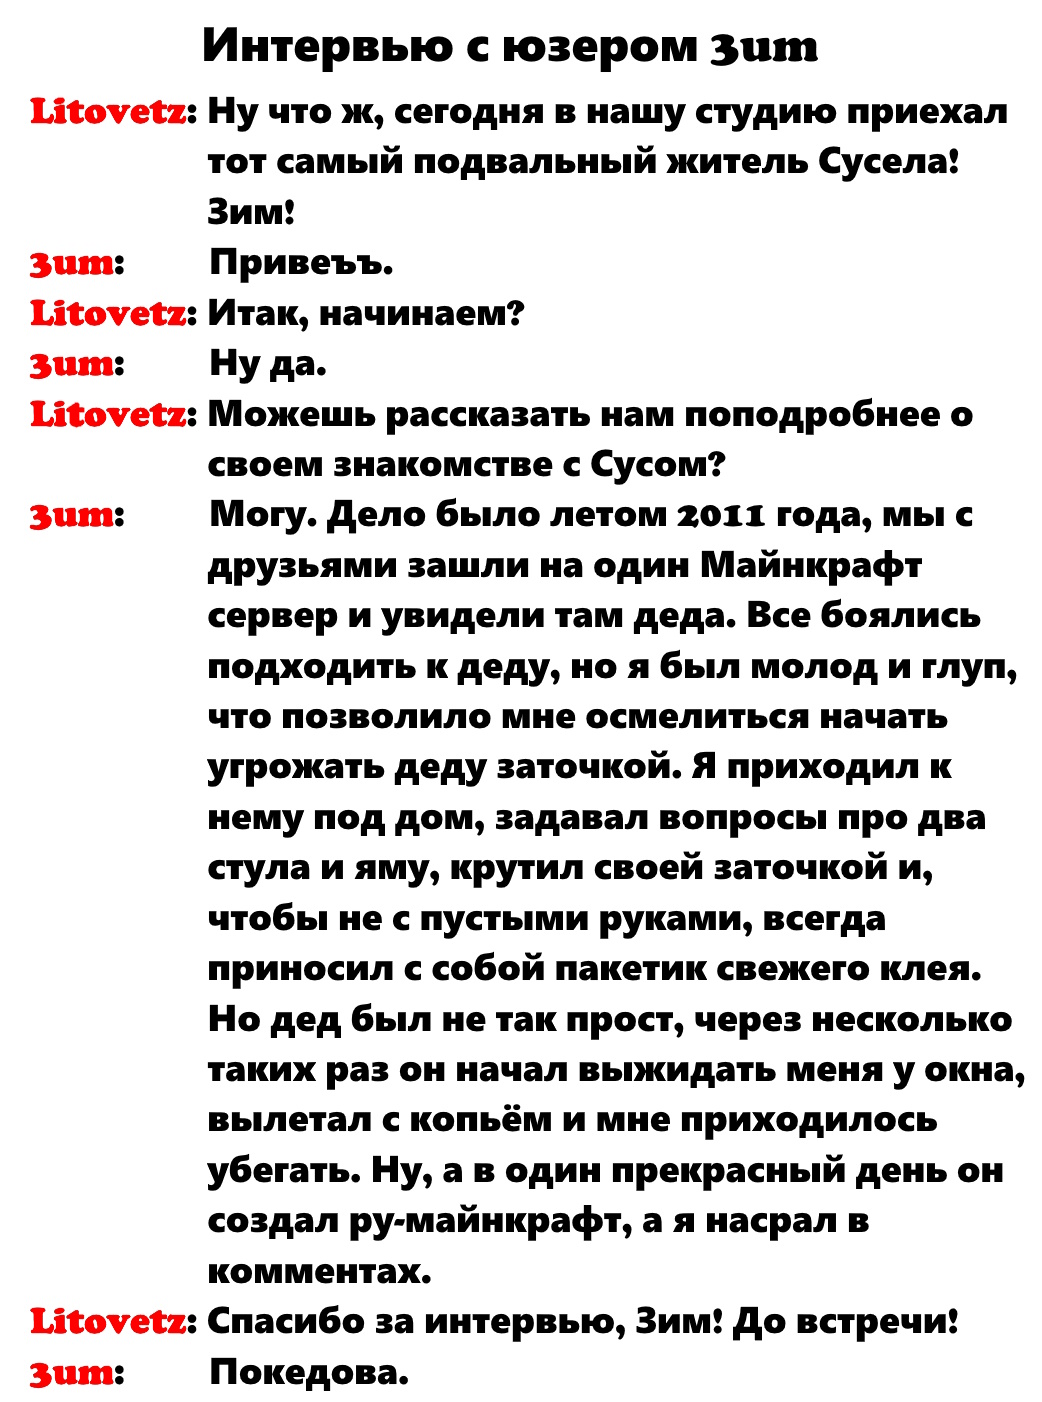 Интервью с юзером 3um
Litovetz: Ну что ж, сегодня в нашу студию приехал
тот самый подвальный житель Сусела!
Зим!
3um: Привеъъ.
Litovetz: Итак, начинаем?
3um: Ну да.
Litovetz: Можешь рассказать нам поподробнее о
своем знакомстве с Сусом?
3um: Могу. Дело было летом 2011 года, мы с
друзьями зашли на один Майнкрафт
сервер и увидели там деда. Все боялись
подходить к деду, но я был молод и глуп,
что позволило мне осмелиться начать
угрожать деду заточкой. Я приходил к
нему под дом, задавал вопросы про два
стула и яму, крутил своей заточкой и,
чтобы не с пустыми руками, всегда
приносил с собой пакетик свежего клея.
Но дед был не так прост, через несколько
таких раз он начал выжидать меня у окна,
вылетал с копьём и мне приходилось
убегать. Ну, а в один прекрасный день он
создал ру-майнкрафт, а я насрал в
комментах.
Litovetz: Спасибо за интервью, Зим! До встречи!
3um: Покедова.